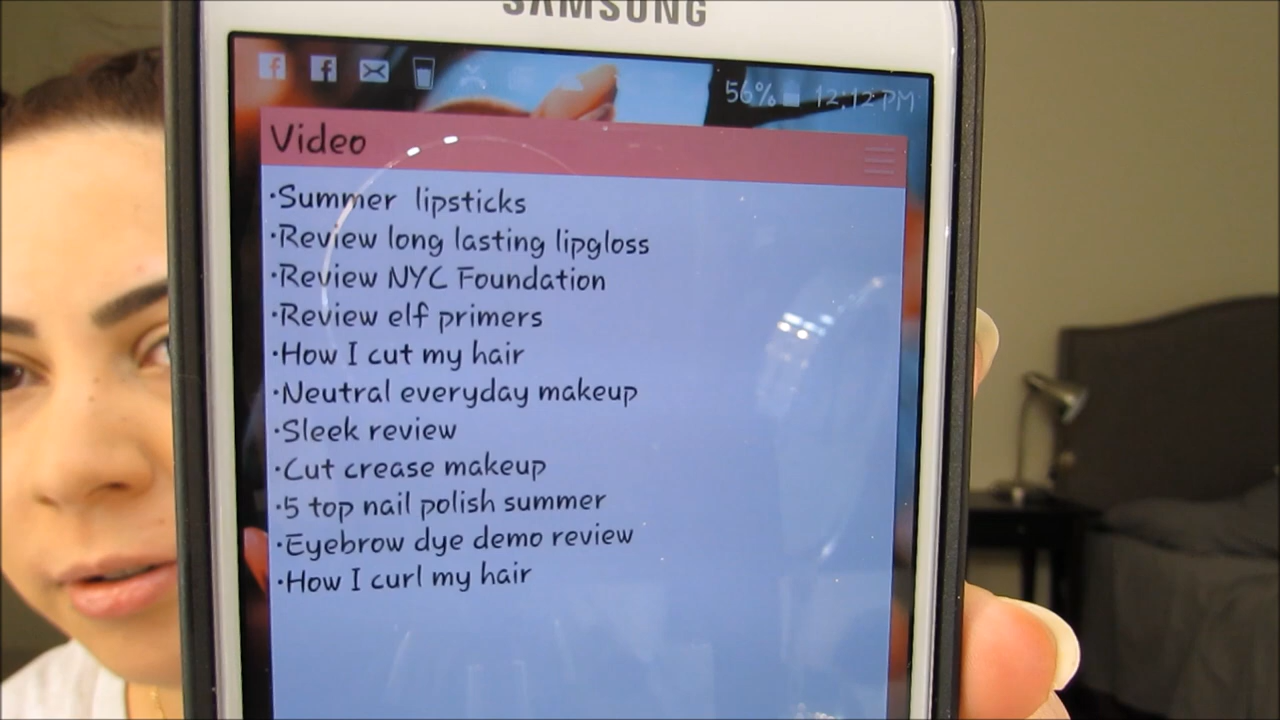 SAMSUNG
56% 12:12 PM
Video
·Summer lipsticks
·Review long lasting lipgloss
·Review NYC Foundation
·Review elf primers
·How I cut my hair
·Neutral everyday makeup
·Sleek review
·Cut crease makeup
·5 top nail polish summer
·Eyebrow dye demo review
·How I curl my hair